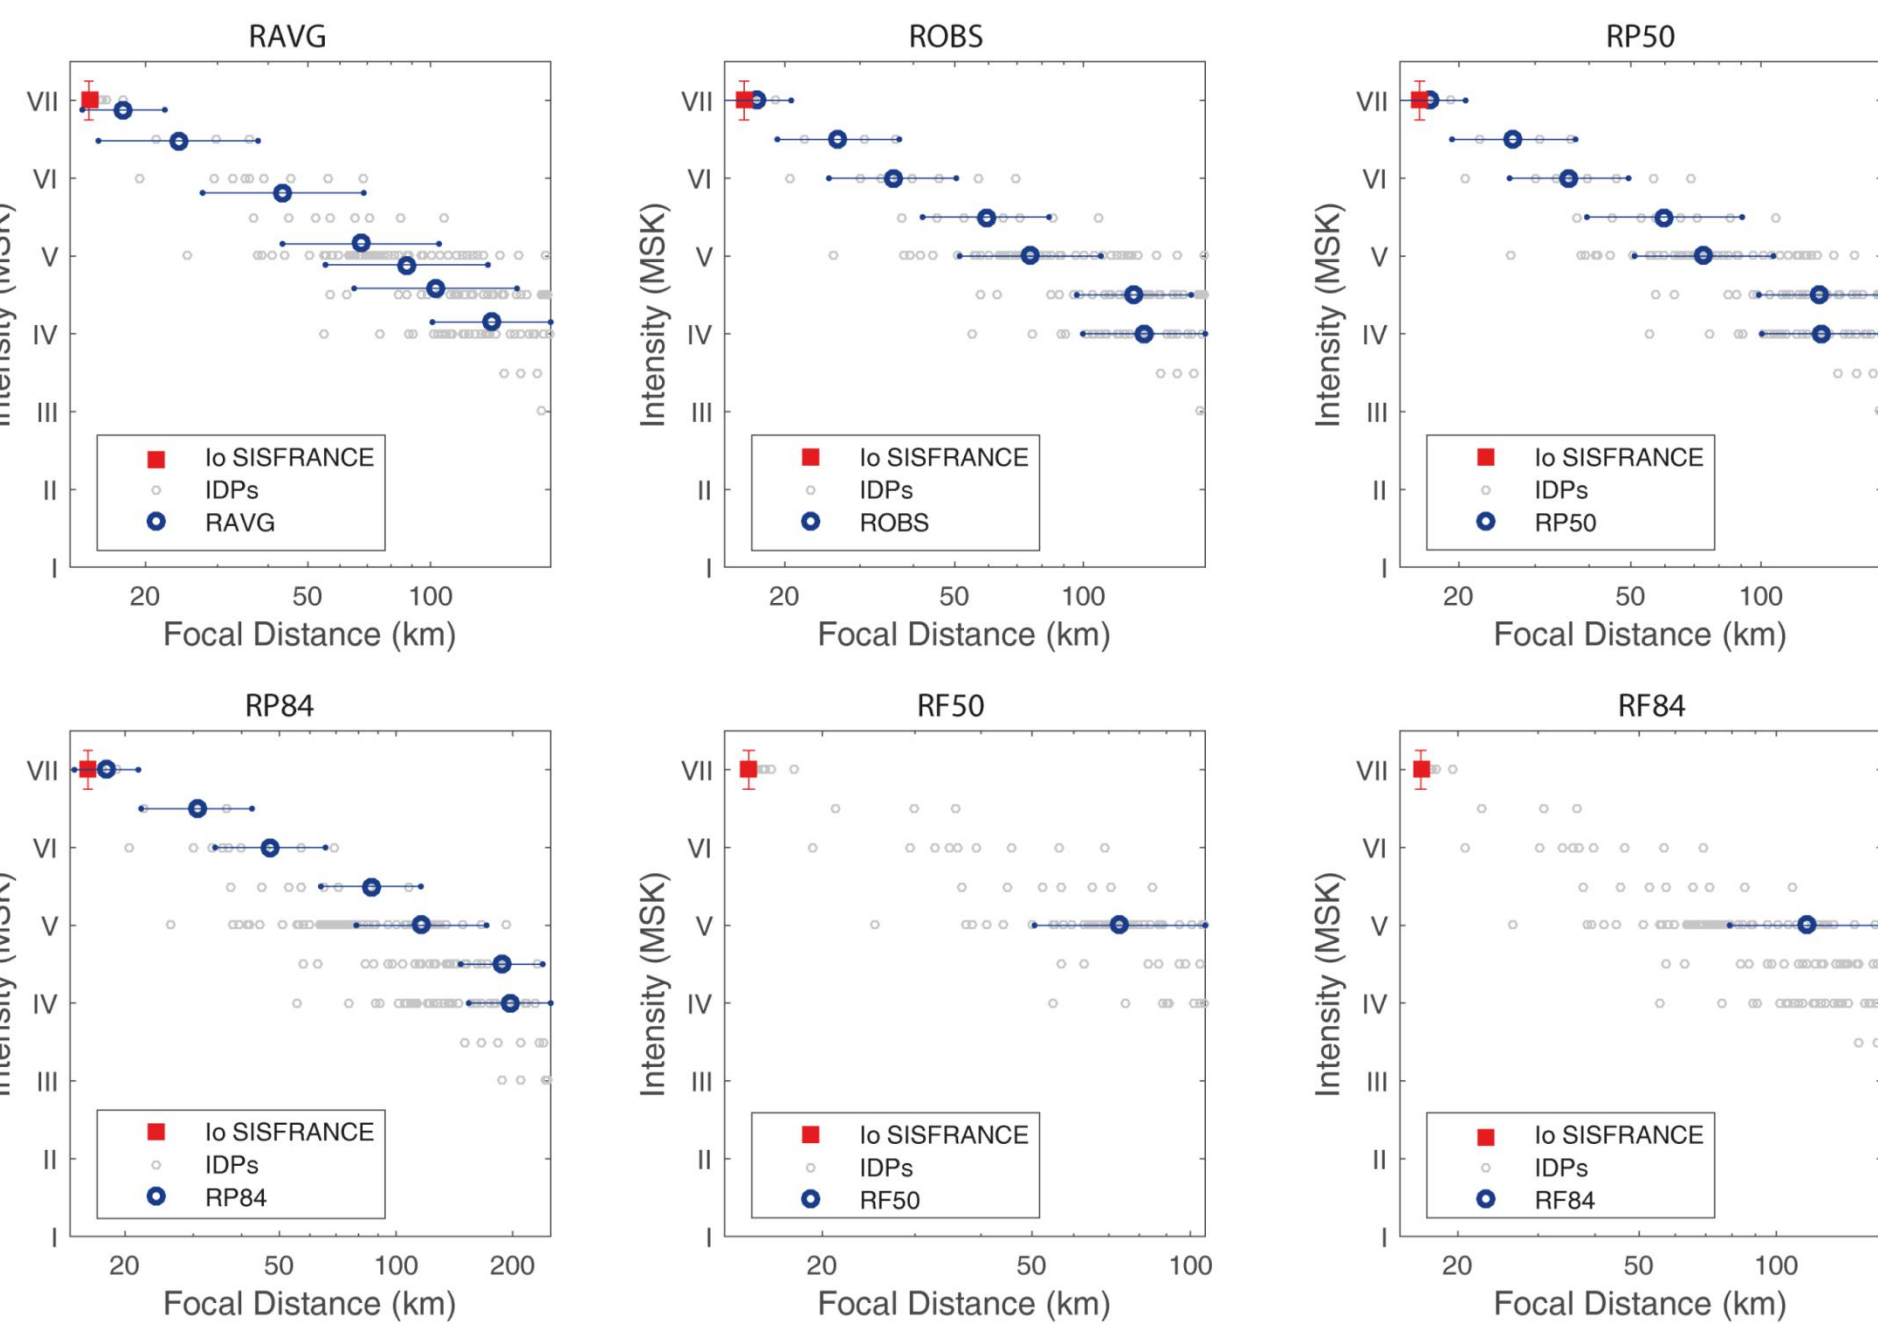 RAVG
VII
VI
V
IV
III
II
I
Io SISFRANCE
IDPs
RAVG
20 50 100
Focal Distance (km)
ROBS
Intensity (MSK)
VII
VI
V
IV
III
II
I
Io SISFRANCE
IDPs
ROBS
20 50 100
Focal Distance (km)
RP50
Intensity (MSK)
VII
VI
V
IV
III
II
I
Io SISFRANCE
IDPs
RP50
20 50 100
Focal Distance (km)
RP84
VII
VI
V
IV
III
II
I
Io SISFRANCE
IDPs
RP84
20 50 100 200
Focal Distance (km)
RF50
Intensity (MSK)
VII
VI
V
IV
III
II
I
Io SISFRANCE
IDPs
RF50
20 50 100
Focal Distance (km)
RF84
Intensity (MSK)
VII
VI
V
IV
III
II
I
Io SISFRANCE
IDPs
RF84
20 50 100
Focal Distance (km)